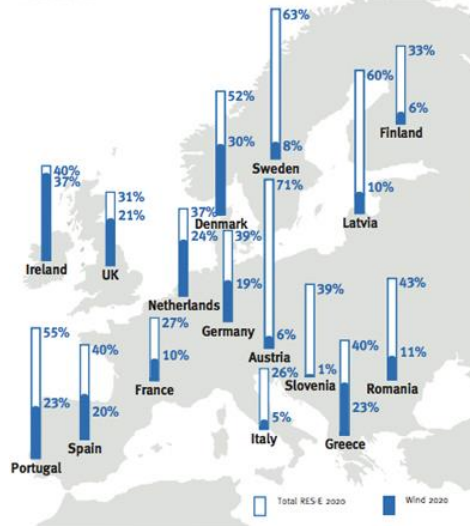 63%
8%
Sweden
33%
6%
Finland
60%
10%
Latvia
52%
30%
Denmark
40%
37%
Ireland
31%
21%
UK
37%
24%
Netherlands
39%
19%
Germany
71%
6%
Austria
27%
10%
France
39%
1%
Slovenia
43%
11%
Romania
55%
23%
Portugal
40%
20%
Spain
26%
5%
Italy
40%
23%
Greece
Total RES-E 2020
Wind 2020